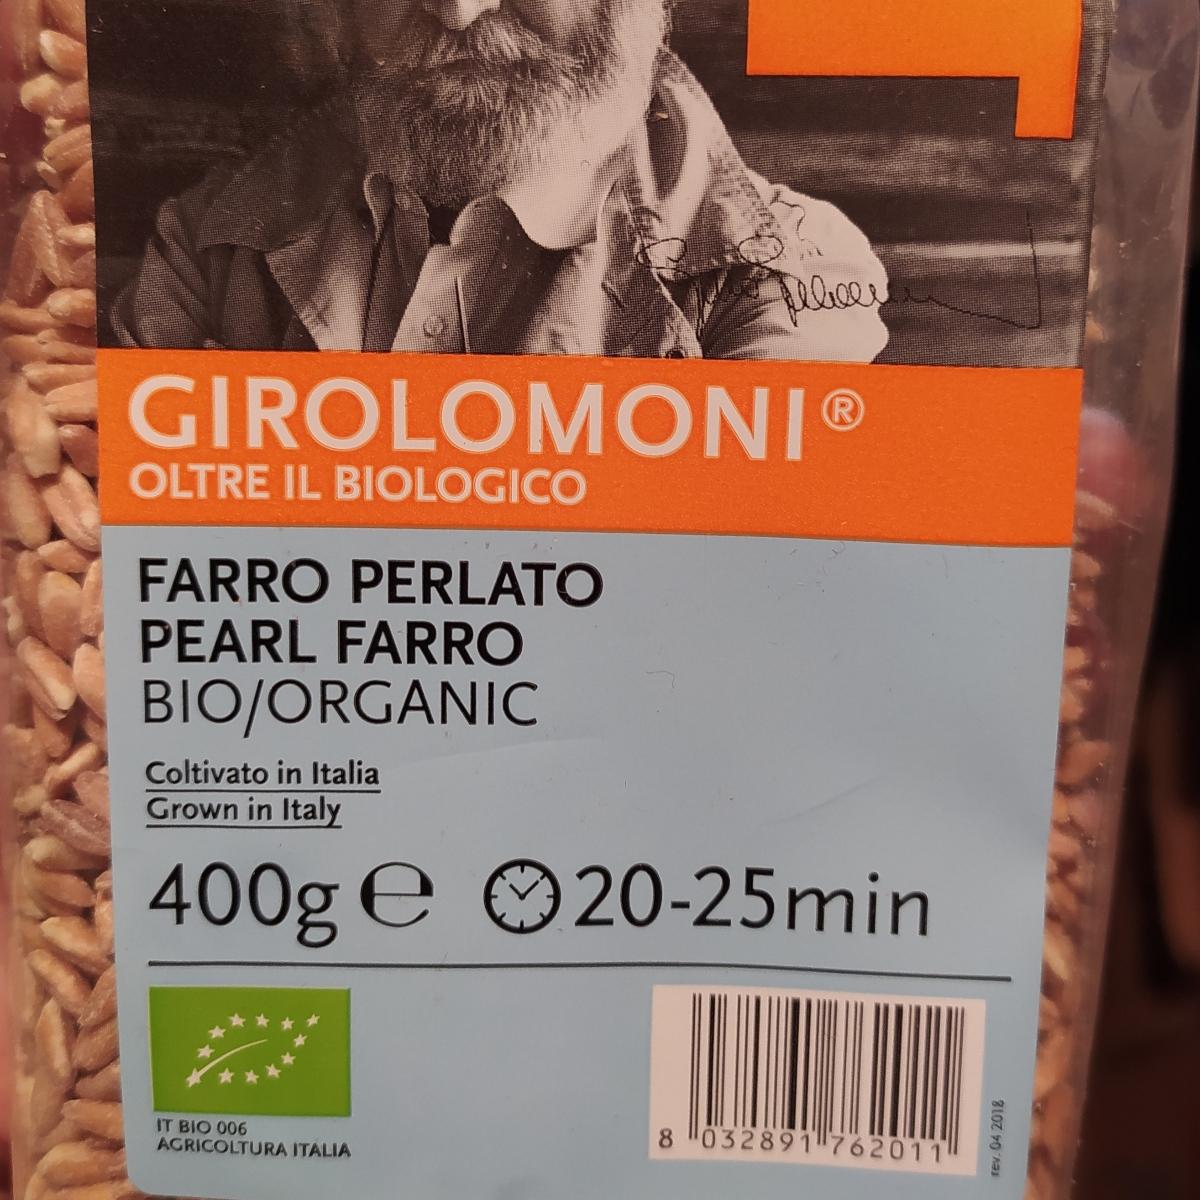 GIROLOMONI®
OLTRE IL BIOLOGICO
FARRO PERLATO
PEARL FARRO
BIO/ORGANIC
Coltivato in Italia
Grown in Italy
400g ℮ 20-25min
IT BIO 006
AGRICOLTURA ITALIA
8 032891 762011
rev. 04 2018